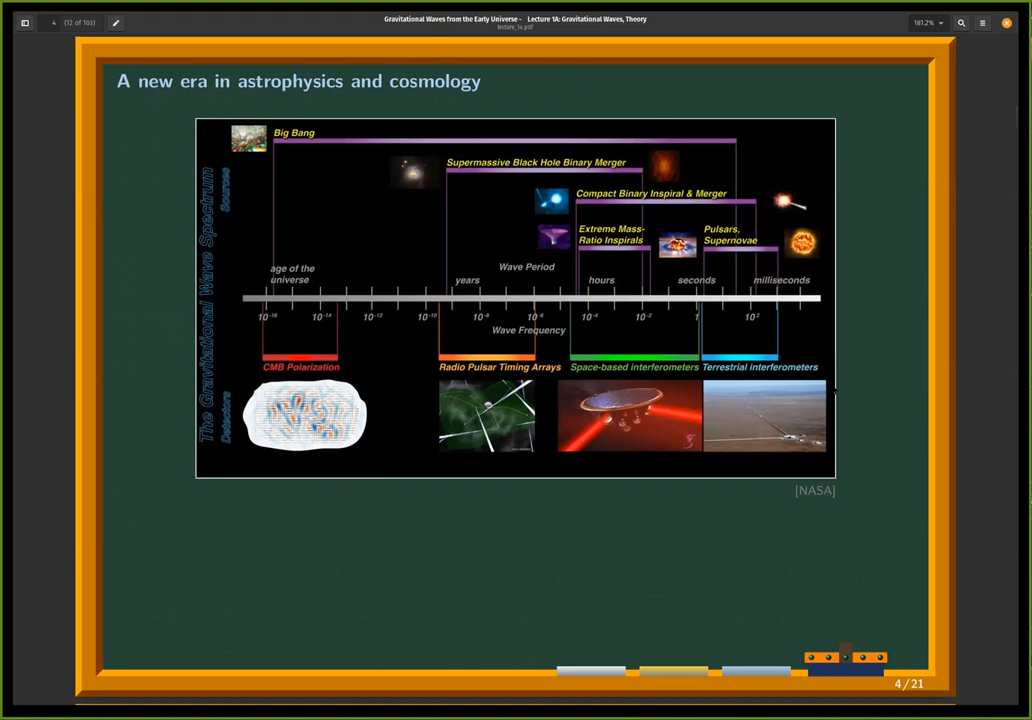 Gravitational Waves from the Early Universe - Lecture 1A: Gravitational Waves, Theory
lecture_1a.pdf
4 (12 of 103)
181.2%
A new era in astrophysics and cosmology
The Gravitational Wave Spectrum
Sources
Big Bang
Supermassive Black Hole Binary Merger
Compact Binary Inspiral & Merger
Extreme Mass-
Ratio Inspirals
Pulsars,
Supernovae
age of the
universe
Wave Period
years
hours
seconds
milliseconds
10⁻¹⁶ 10⁻¹⁴ 10⁻¹² 10⁻¹⁰ 10⁻⁸ 10⁻⁶ 10⁻⁴ 10⁻² 1 10²
Wave Frequency
Detectors
CMB Polarization
Radio Pulsar Timing Arrays
Space-based interferometers
Terrestrial interferometers
[NASA]
4/21